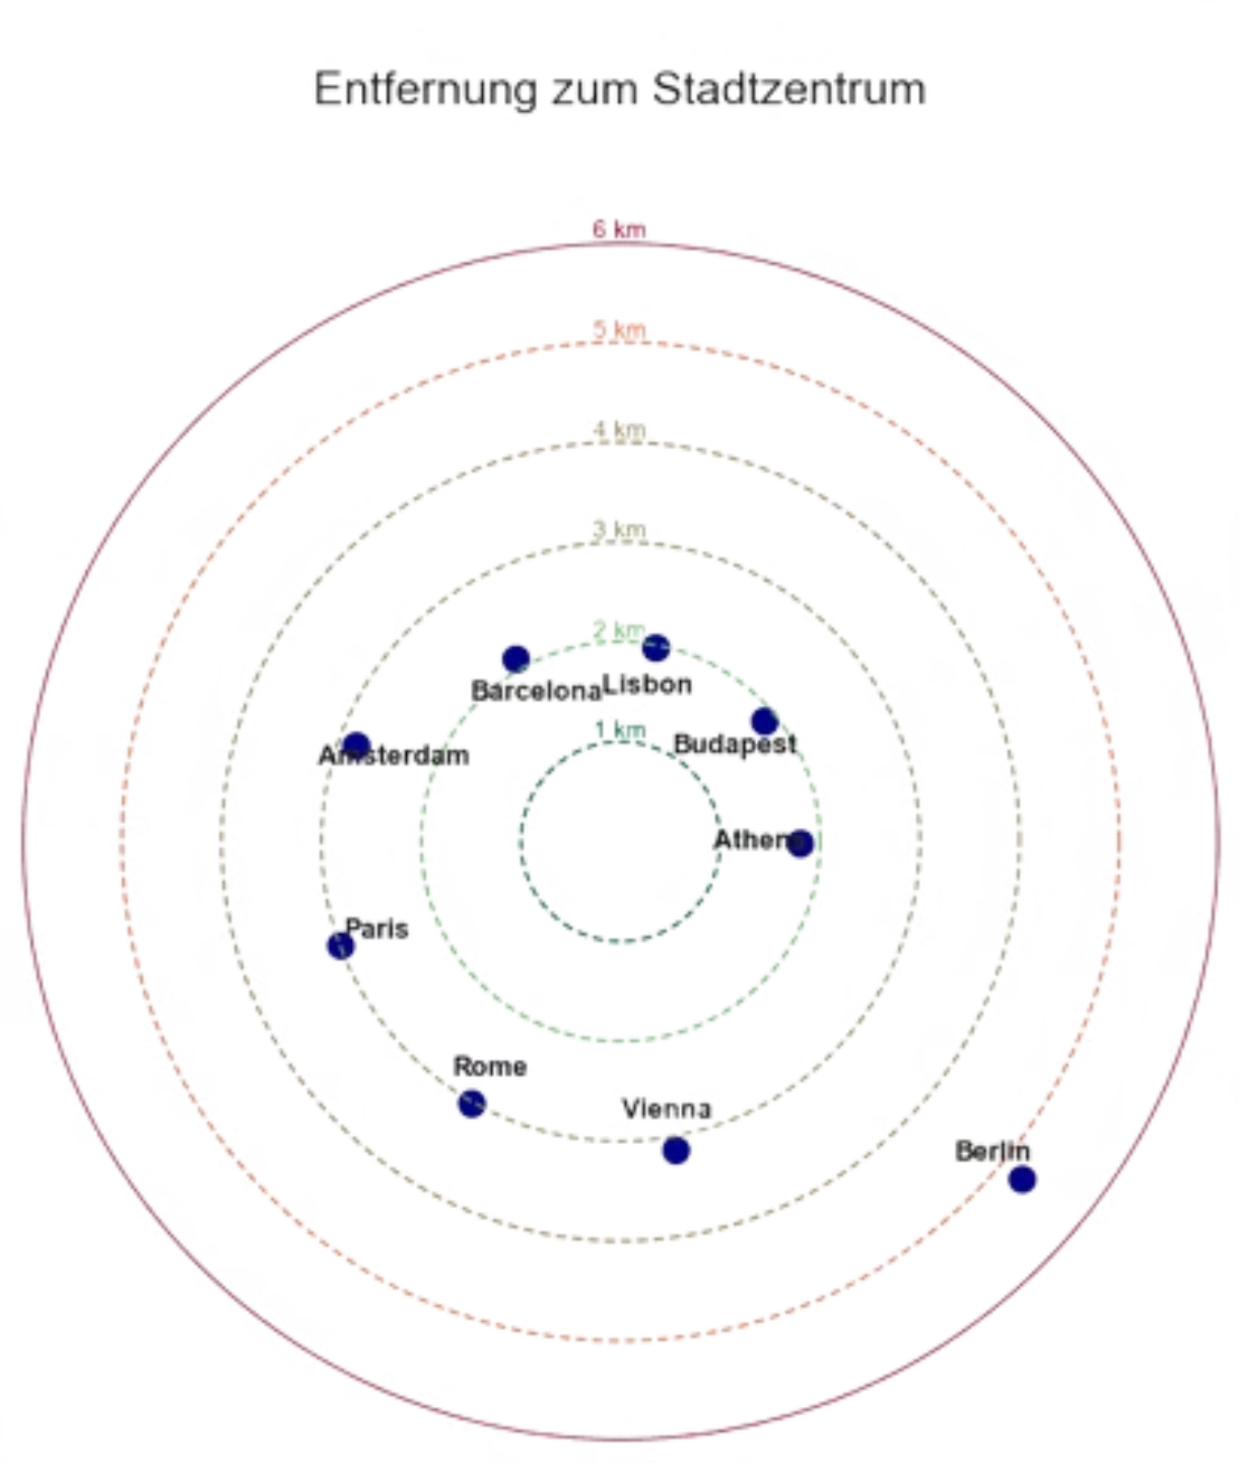 Entfernung zum Stadtzentrum
6 km
5 km
4 km
3 km
2 km
Barcelona
Lisbon
1 km
Budapest
Amsterdam
Athens
Paris
Rome
Vienna
Berlin